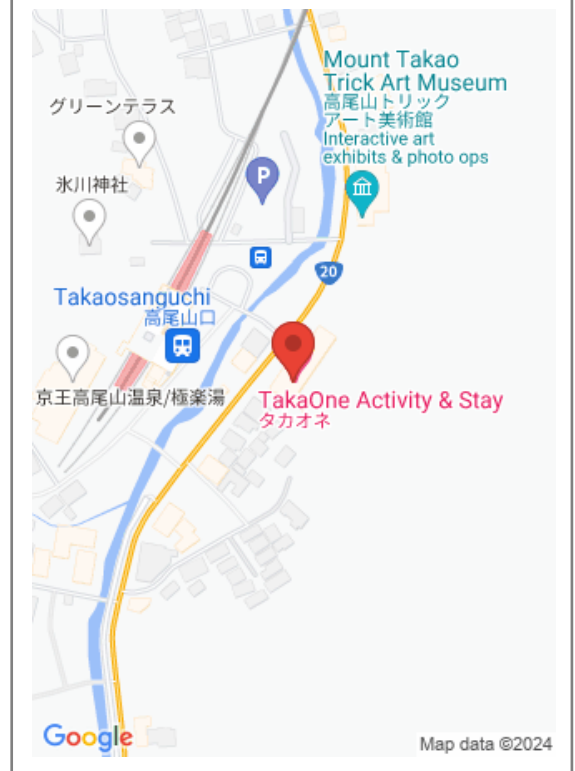 Mount Takao
Trick Art Museum
高尾山トリック
アート美術館
Interactive art
exhibits & photo ops
グリーンテラス
P
氷川神社
20
Takaosanguchi
高尾山口
京王高尾山温泉/極楽湯
TakaOne Activity & Stay
タカオネ
Google
Map data ©2024